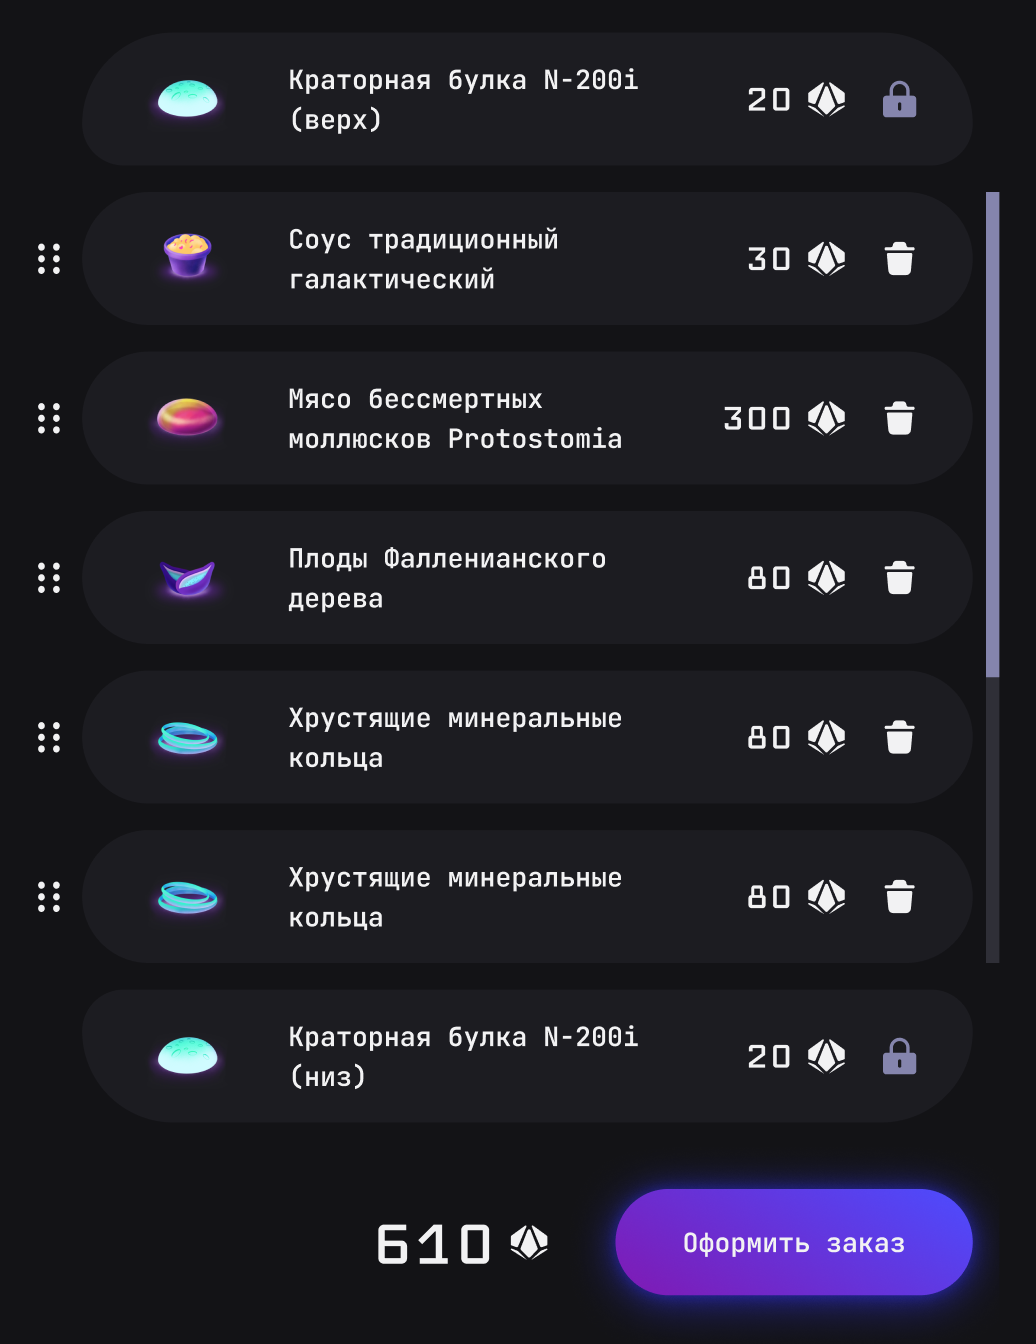 Краторная булка N-200i
(верх)
20
Соус традиционный
галактический
30
Мясо бессмертных
моллюсков Protostomia
300
Плоды Фалленианского
дерева
80
Хрустящие минеральные
кольца
80
Хрустящие минеральные
кольца
80
Краторная булка N-200i
(низ)
20
610
Оформить заказ